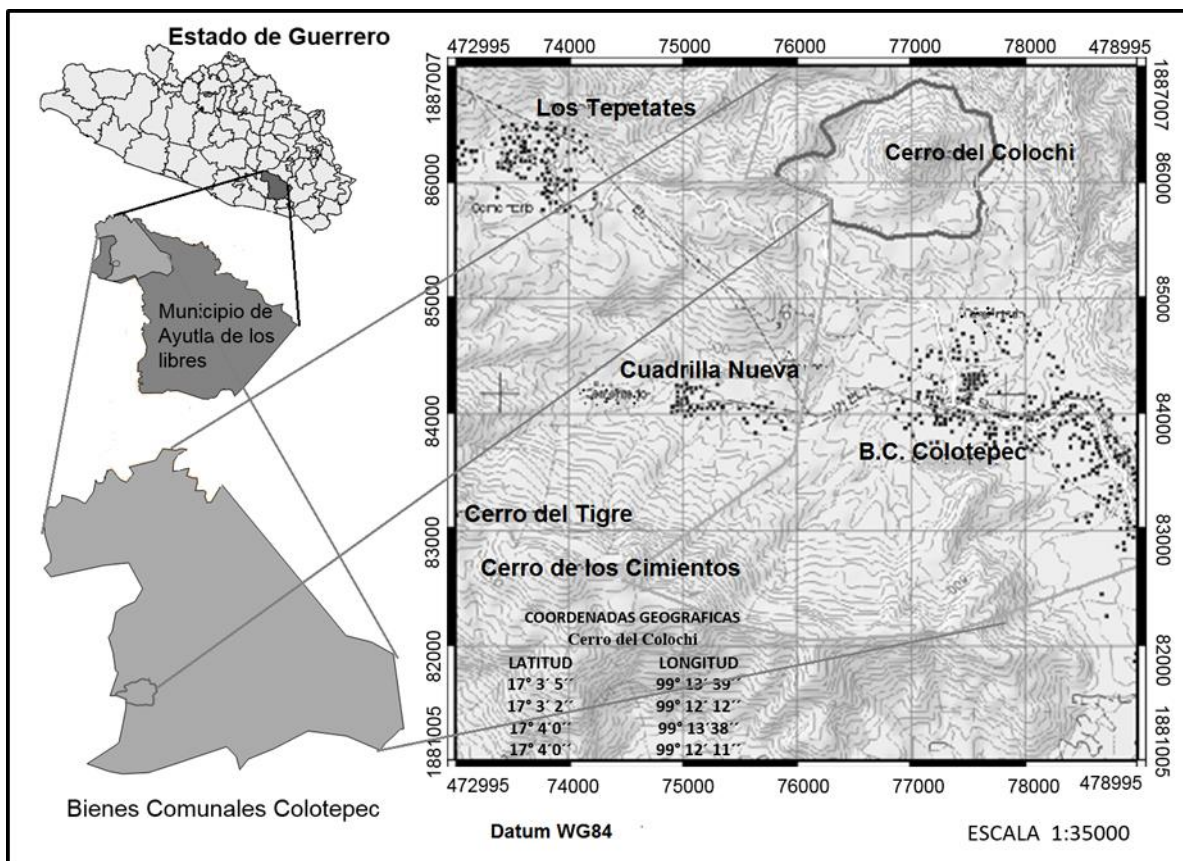 Estado de Guerrero
Municipio de
Ayutla de los
libres
Bienes Comunales Colotepec
472995 74000 75000 76000 77000 78000 478995
1887007
86000
85000
84000
83000
82000
1881005
Los Tepetates
Cerro del Colochi
Cuadrilla Nueva
B.C. Colotepec
Cerro del Tigre
Cerro de los Cimientos
COORDENADAS GEOGRAFICAS
Cerro del Colochi
LATITUD LONGITUD
17° 3´ 5´´ 99° 13´ 39´´
17° 3´ 2´´ 99° 12´ 12´´
17° 4´0´´ 99° 13´38´´
17° 4´0´´ 99° 12´ 11´´
1887007
86000
85000
84000
83000
82000
1881005
472995 74000 75000 76000 77000 78000 478995
Datum WG84
ESCALA 1:35000